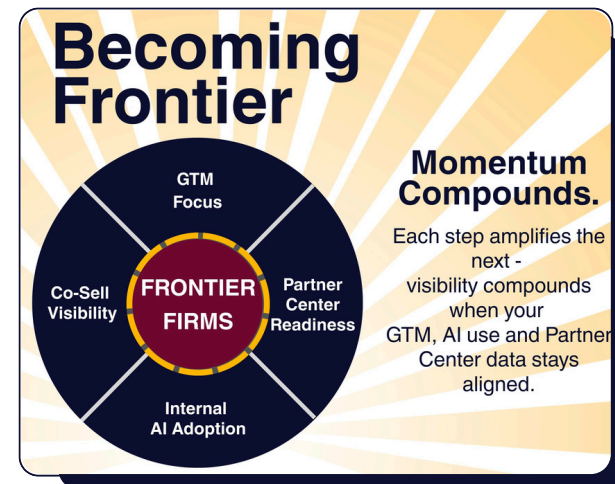 Becoming
Frontier
GTM
Focus
Co-Sell
Visibility
FRONTIER
FIRMS
Partner
Center
Readiness
Internal
AI Adoption
Momentum
Compounds.
Each step amplifies the
next -
visibility compounds
when your
GTM, AI use and Partner
Center data stays
aligned.